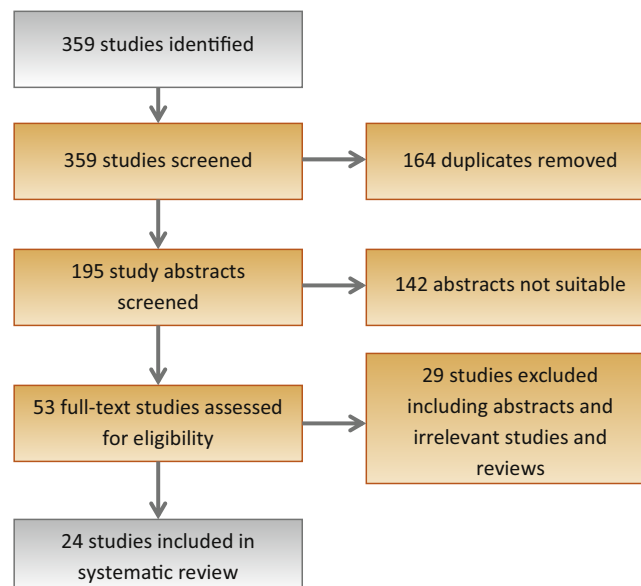 359 studies identified
359 studies screened
164 duplicates removed
195 study abstracts
screened
142 abstracts not suitable
53 full-text studies assessed
for eligibility
29 studies excluded
including abstracts and
irrelevant studies and
reviews
24 studies included in
systematic review